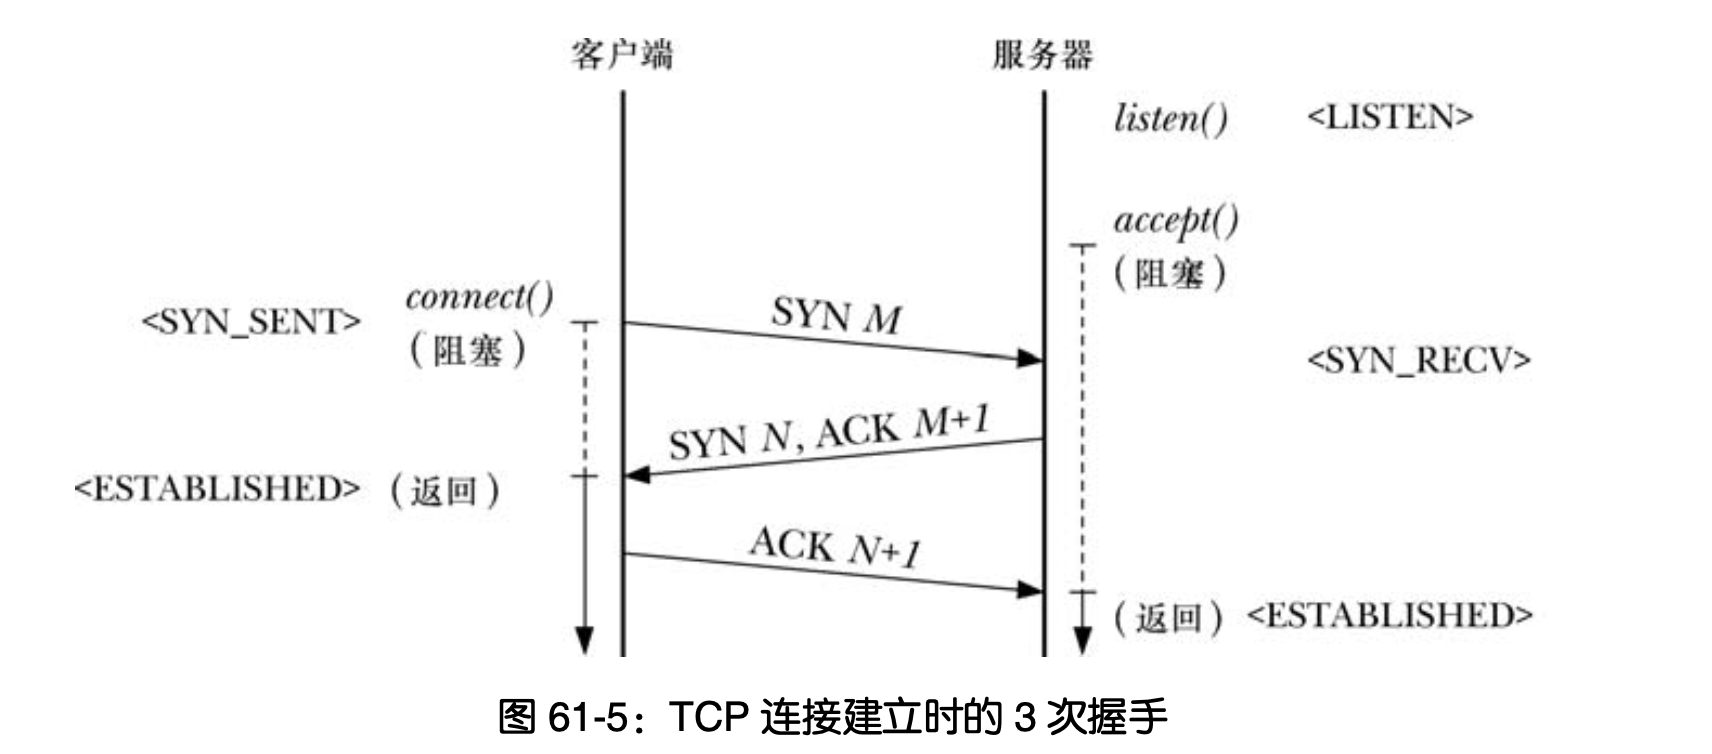 客户端
服务器
listen() <LISTEN>
accept()
(阻塞)
connect()
<SYN_SENT>
(阻塞)
SYN M
<SYN_RECV>
SYN N, ACK M+1
<ESTABLISHED> (返回)
ACK N+1
(返回) <ESTABLISHED>
图 61-5：TCP 连接建立时的 3 次握手